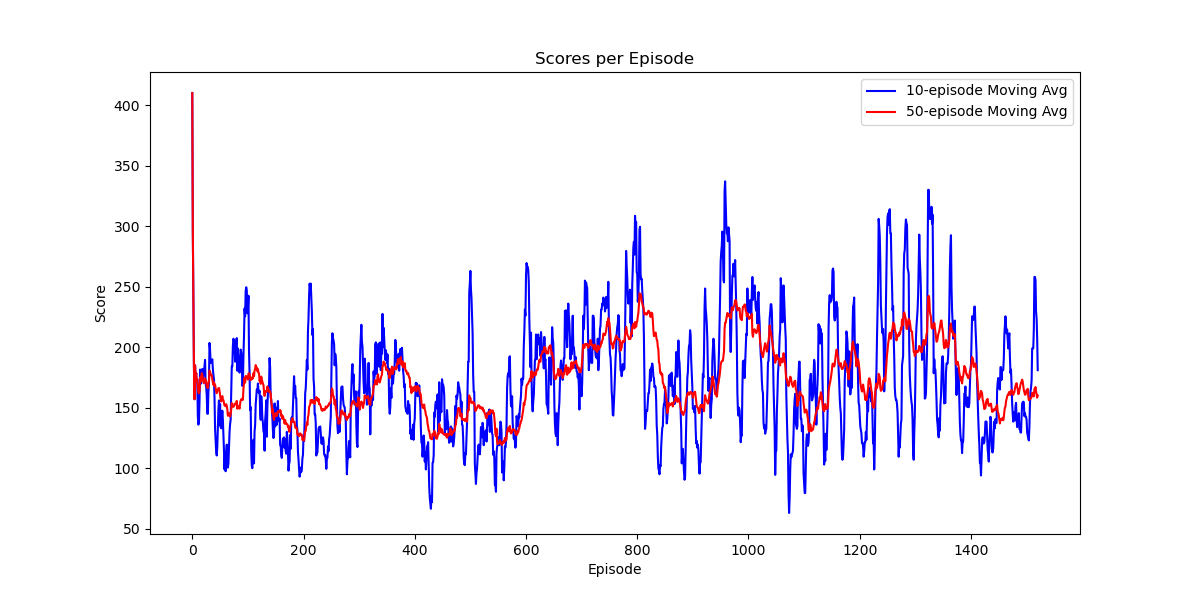 Scores per Episode
10-episode Moving Avg
50-episode Moving Avg
Score
400
350
300
250
200
150
100
50
0 200 400 600 800 1000 1200 1400
Episode